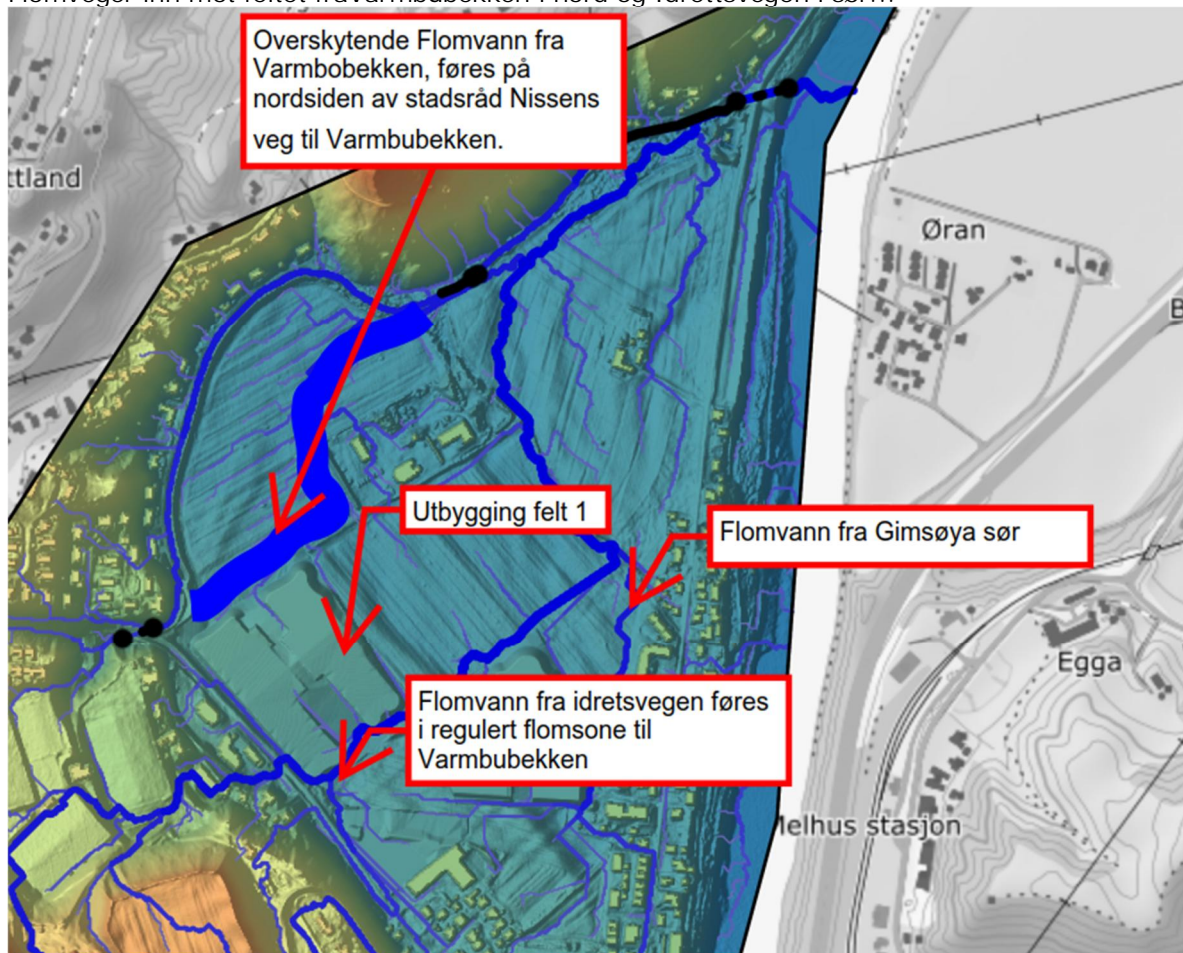 Overskytende Flomvann fra
Varmbobekken, føres på
nordsiden av stadsråd Nissens
veg til Varmbubekken.
ttland
Øran
B
Utbygging felt 1
Flomvann fra Gimsøya sør
Egga
Flomvann fra idretsvegen føres
i regulert flomsone til
Varmbubekken
Melhus stasjon